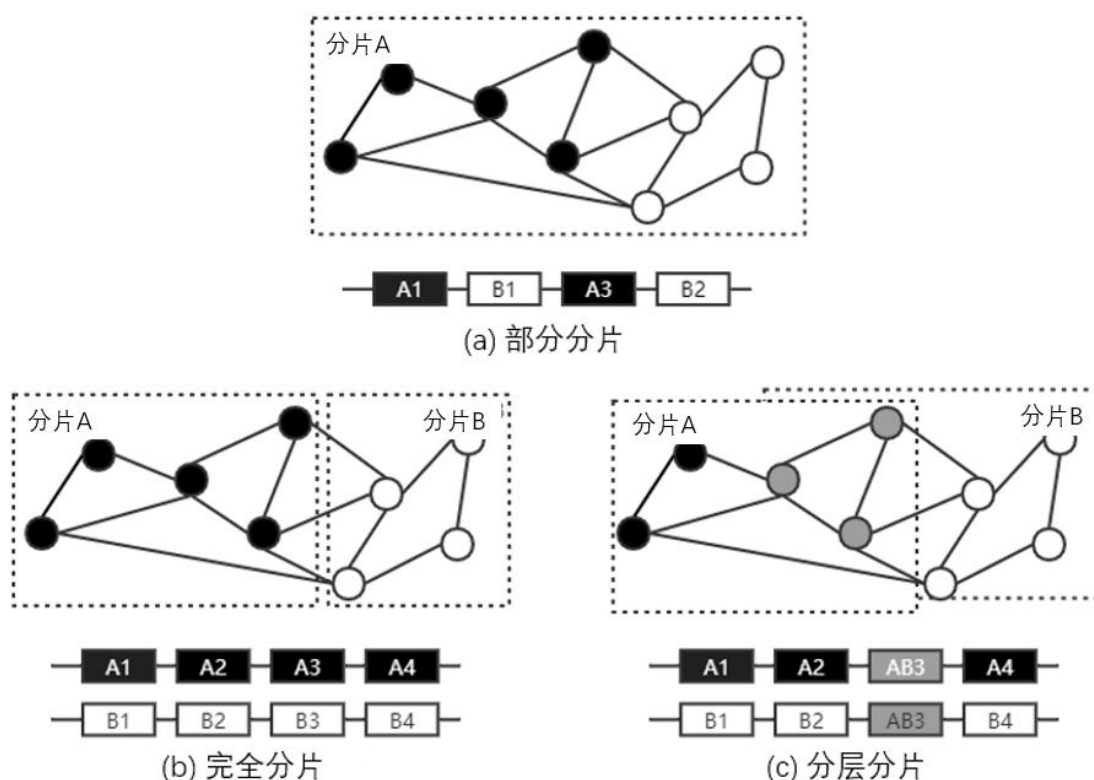 分片A
A1 B1 A3 B2
(a) 部分分片
分片A 分片B
A1 A2 A3 A4
B1 B2 B3 B4
(b) 完全分片
分片A 分片B
A1 A2 AB3 A4
B1 B2 AB3 B4
(c) 分层分片